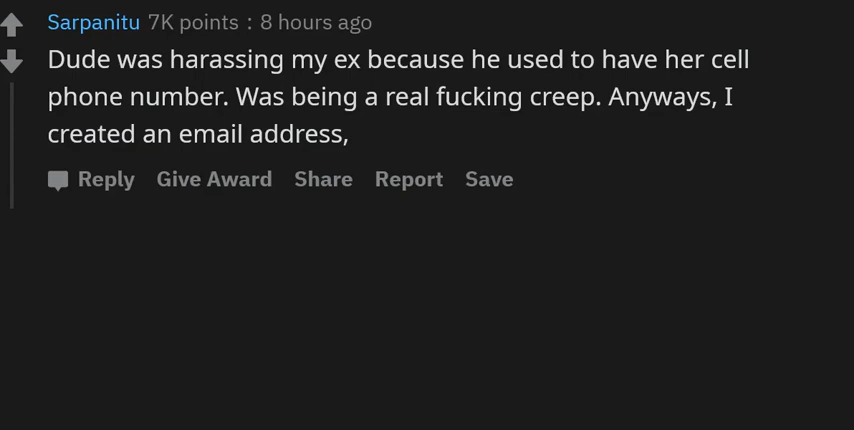 Sarpanitu 7K points : 8 hours ago
Dude was harassing my ex because he used to have her cell
phone number. Was being a real fucking creep. Anyways, I
created an email address,
Reply Give Award Share Report Save